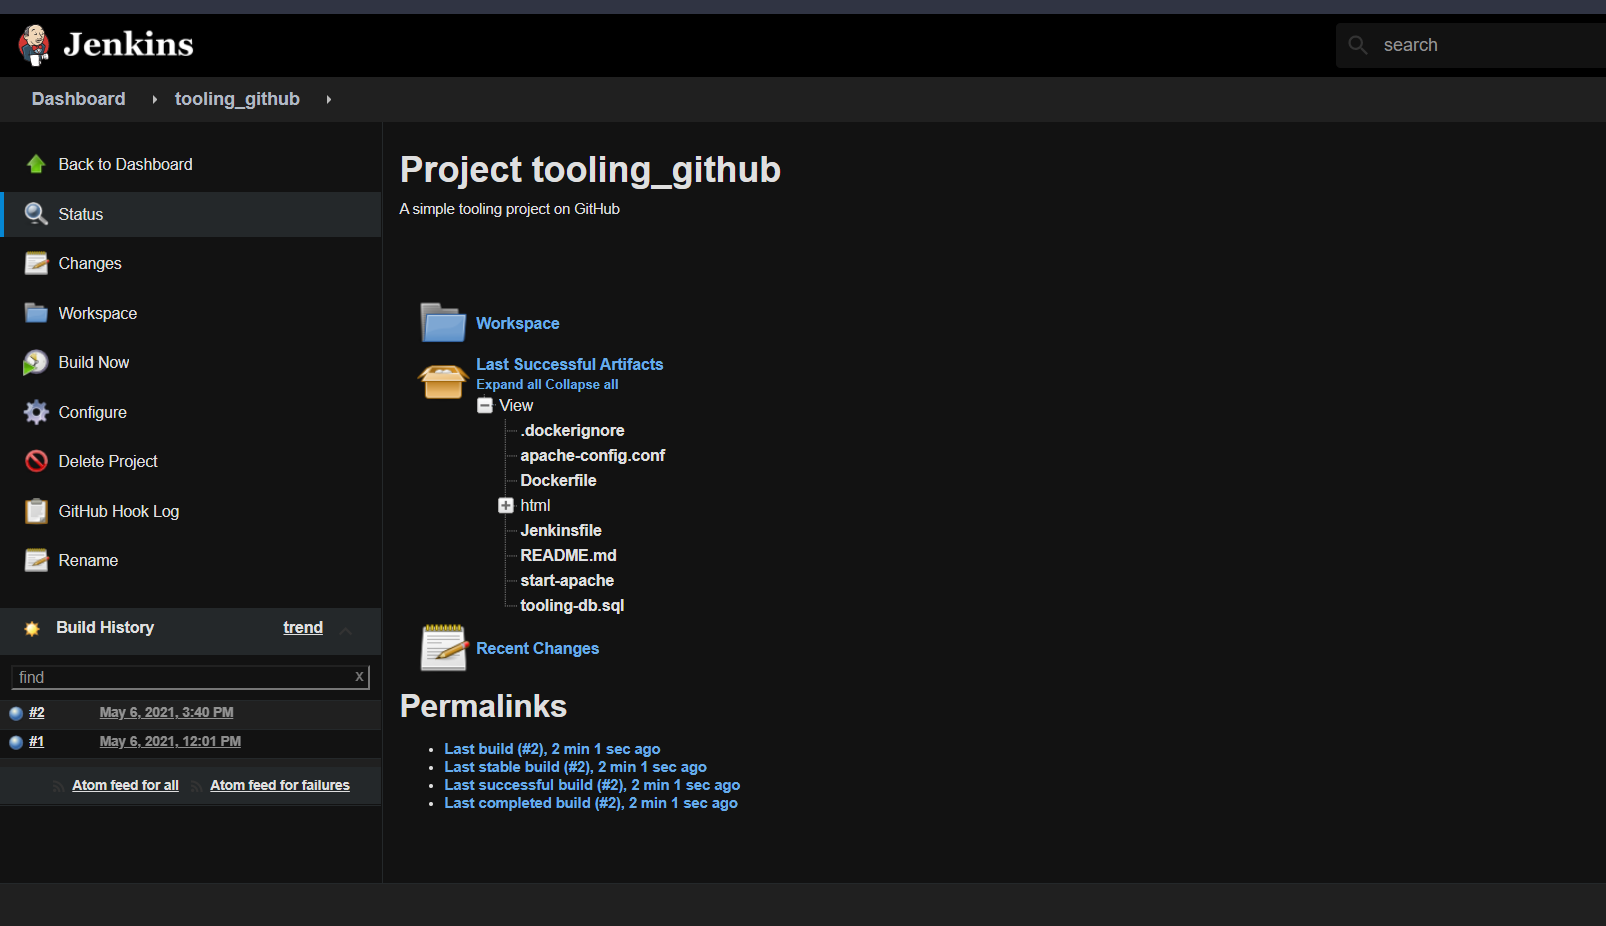 Jenkins
search
Dashboard
tooling_github
Back to Dashboard
Status
Changes
Workspace
Build Now
Configure
Delete Project
GitHub Hook Log
Rename
Build History
trend
find
X
#2 May 6, 2021, 3:40 PM
#1 May 6, 2021, 12:01 PM
Atom feed for all Atom feed for failures
Project tooling_github
A simple tooling project on GitHub
Workspace
Last Successful Artifacts
Expand all Collapse all
View
.dockerignore
apache-config.conf
Dockerfile
html
Jenkinsfile
README.md
start-apache
tooling-db.sql
Recent Changes
Permalinks
Last build (#2), 2 min 1 sec ago
Last stable build (#2), 2 min 1 sec ago
Last successful build (#2), 2 min 1 sec ago
Last completed build (#2), 2 min 1 sec ago